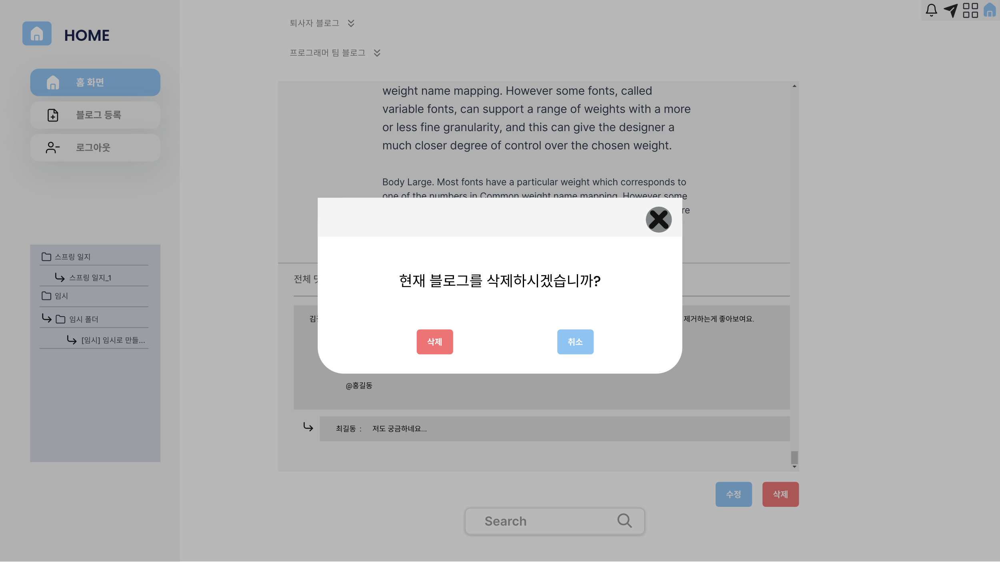 HOME
홈 화면
블로그 등록
로그아웃
스프링 일지
스프링 일지_1
임시
임시 폴더
[임시] 임시로 만들...
퇴사자 블로그
프로그래머 팀 블로그
weight name mapping. However some fonts, called
variable fonts, can support a range of weights with a more
or less fine granularity, and this can give the designer a
much closer degree of control over the chosen weight.
Body Large. Most fonts have a particular weight which corresponds to
one of the numbers in Common weight name mapping. However some
현재 블로그를 삭제하시겠습니까?
삭제
취소
전체
제거하는게 좋아보여요.
@홍길동
최길동 : 저도 궁금하네요...
수정
삭제
Search